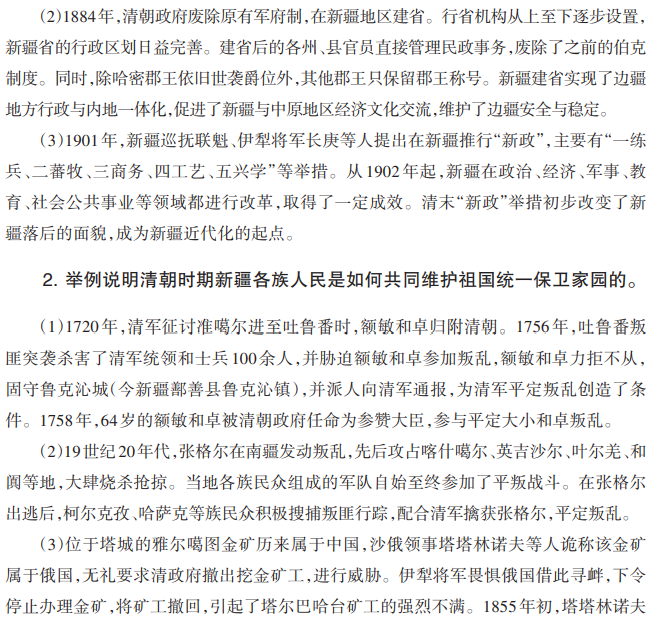 (2)1884年,清朝政府废除原有军府制,在新疆地区建省。行省机构从上至下逐步设置,
新疆省的行政区划日益完善。建省后的各州、县官员直接管理民政事务,废除了之前的伯克
制度。同时,除哈密郡王依旧世袭爵位外,其他郡王只保留郡王称号。新疆建省实现了边疆
地方行政与内地一体化,促进了新疆与中原地区经济文化交流,维护了边疆安全与稳定。
(3)1901年,新疆巡抚联魁、伊犁将军长庚等人提出在新疆推行“新政”,主要有“一练
兵、二蕃牧、三商务、四工艺、五兴学”等举措。从1902年起,新疆在政治、经济、军事、教
育、社会公共事业等领域都进行改革,取得了一定成效。清末“新政”举措初步改变了新
疆落后的面貌,成为新疆近代化的起点。
2. 举例说明清朝时期新疆各族人民是如何共同维护祖国统一保卫家园的。
(1)1720年,清军征讨准噶尔进至吐鲁番时,额敏和卓归附清朝。1756年,吐鲁番叛
匪突袭杀害了清军统领和士兵100余人,并胁迫额敏和卓参加叛乱,额敏和卓力拒不从,
固守鲁克沁城(今新疆鄯善县鲁克沁镇),并派人向清军通报,为清军平定叛乱创造了条
件。1758年,64岁的额敏和卓被清朝政府任命为参赞大臣,参与平定大小和卓叛乱。
(2)19世纪20年代,张格尔在南疆发动叛乱,先后攻占喀什噶尔、英吉沙尔、叶尔羌、和
阗等地,大肆烧杀抢掠。当地各族民众组成的军队自始至终参加了平叛战斗。在张格尔
出逃后,柯尔克孜、哈萨克等族民众积极搜捕叛匪行踪,配合清军擒获张格尔,平定叛乱。
(3)位于塔城的雅尔噶图金矿历来属于中国,沙俄领事塔塔林诺夫等人诡称该金矿
属于俄国,无礼要求清政府撤出挖金矿工,进行威胁。伊犁将军畏惧俄国借此寻衅,下令
停止办理金矿,将矿工撤回,引起了塔尔巴哈台矿工的强烈不满。1855年初,塔塔林诺夫